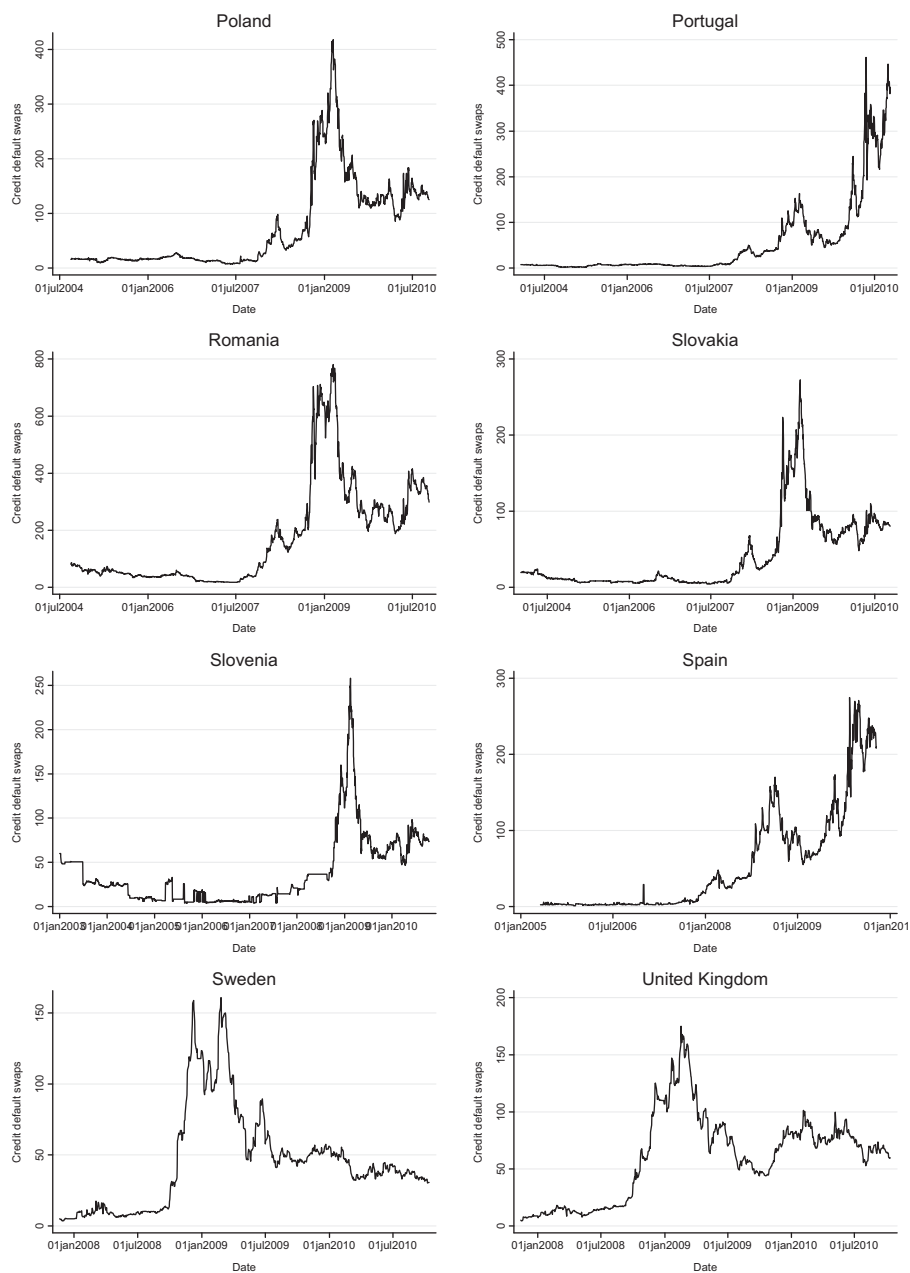 Poland
Credit default swaps
400
300
200
100
0
01jul2004 01jan2006 01jul2007 01jan2009 01jul2010
Date
Portugal
Credit default swaps
500
400
300
200
100
0
01jul2004 01jan2006 01jul2007 01jan2009 01jul2010
Date
Romania
Credit default swaps
800
600
400
200
0
01jul2004 01jan2006 01jul2007 01jan2009 01jul2010
Date
Slovakia
Credit default swaps
300
200
100
0
01jul2004 01jan2006 01jul2007 01jan2009 01jul2010
Date
Slovenia
Credit default swaps
250
200
150
100
50
0
01jan2003 01jan2004 01jan2005 01jan2006 01jan2007 01jan2008 01jan2009 01jan2010
Date
Spain
Credit default swaps
300
200
100
0
01jan2005 01jul2006 01jan2008 01jul2009 01jan201
Date
Sweden
Credit default swaps
150
100
50
0
01jan2008 01jul2008 01jan2009 01jul2009 01jan2010 01jul2010
Date
United Kingdom
Credit default swaps
200
150
100
50
0
01jan2008 01jul2008 01jan2009 01jul2009 01jan2010 01jul2010
Date